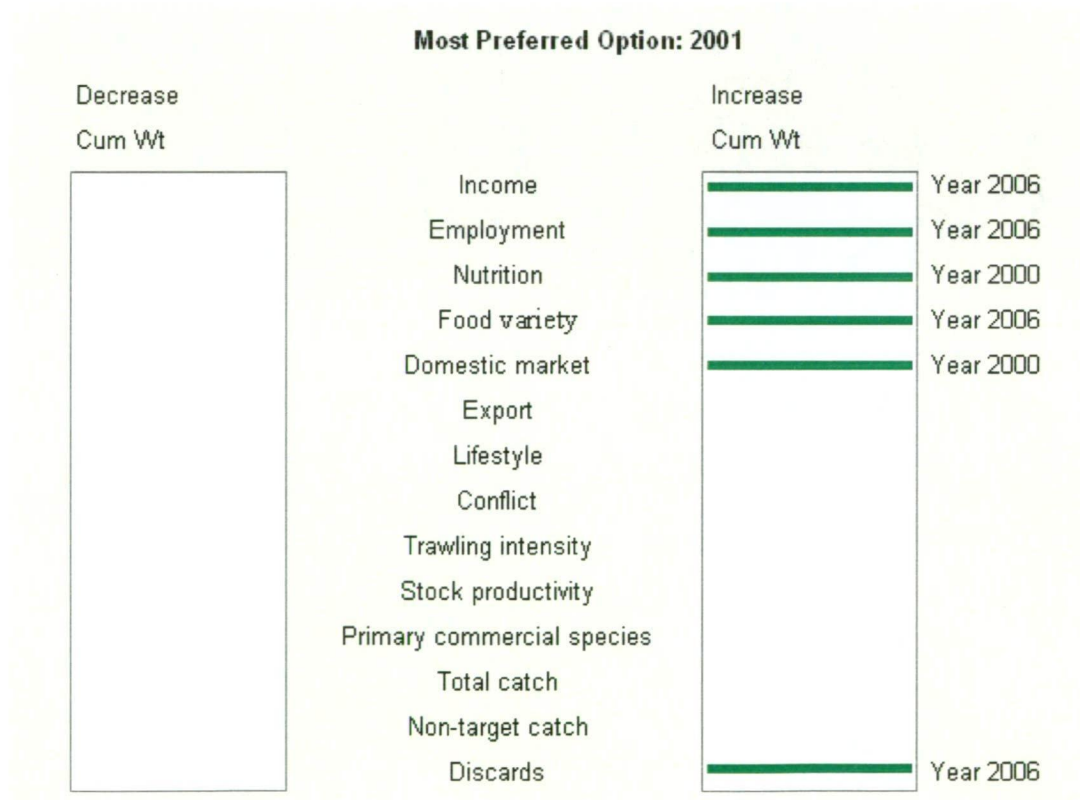 Most Preferred Option: 2001
Decrease Increase
Cum Wt Cum Wt
Income Year 2006
Employment Year 2006
Nutrition Year 2000
Food variety Year 2006
Domestic market Year 2000
Export
Lifestyle
Conflict
Trawling intensity
Stock productivity
Primary commercial species
Total catch
Non-target catch
Discards Year 2006